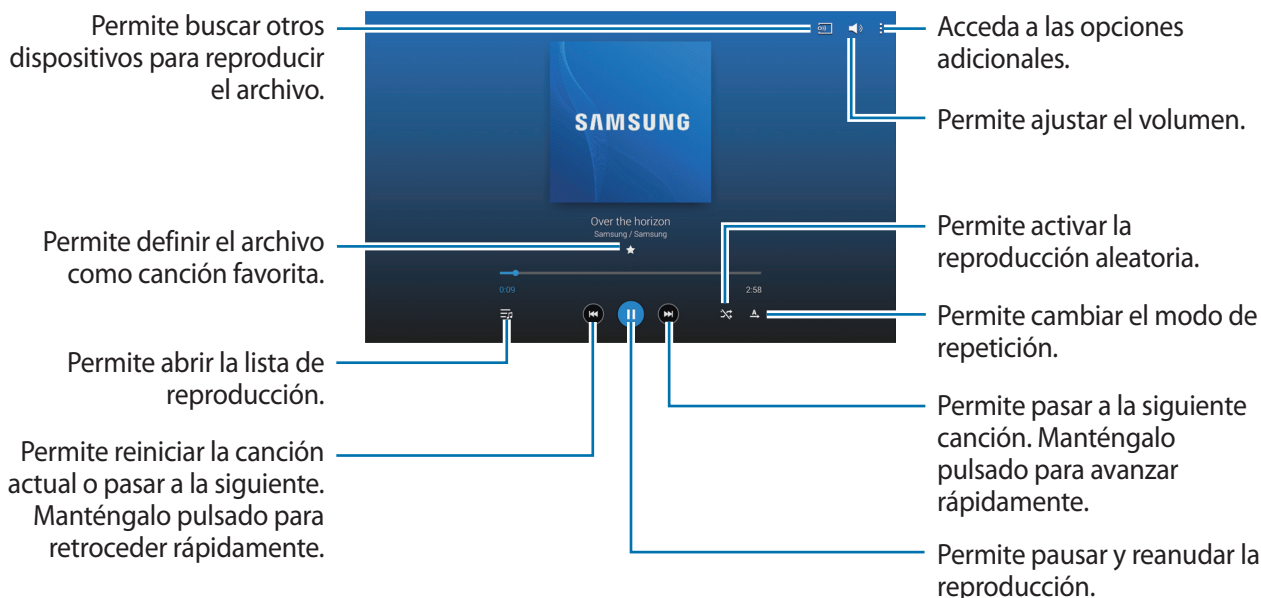 Permite buscar otros
dispositivos para reproducir
el archivo.
Acceda a las opciones
adicionales.
Permite ajustar el volumen.
SAMSUNG
Over the horizon
Samsung / Samsung
Permite definir el archivo
como canción favorita.
Permite activar la
reproducción aleatoria.
0:09
2:58
A
Permite cambiar el modo de
repetición.
Permite abrir la lista de
reproducción.
Permite pasar a la siguiente
canción. Manténgalo
pulsado para avanzar
rápidamente.
Permite reiniciar la canción
actual o pasar a la siguiente.
Manténgalo pulsado para
retroceder rápidamente.
Permite pausar y reanudar la
reproducción.